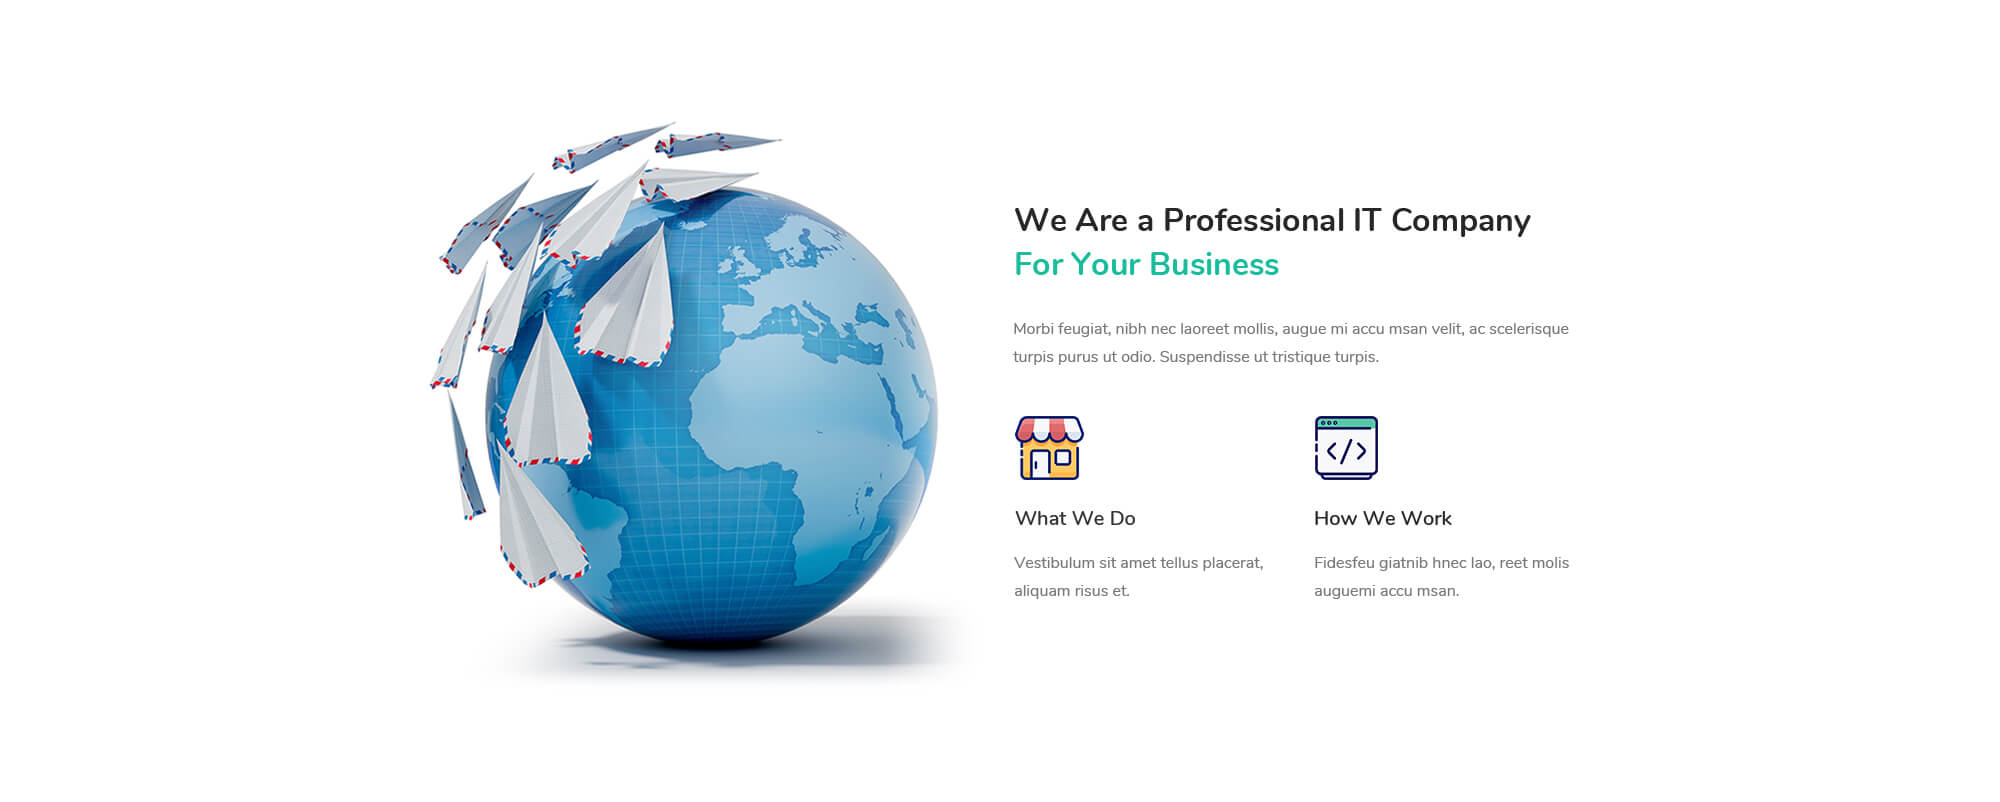 We Are a Professional IT Company
For Your Business
Morbi feugiat, nibh nec laoreet mollis, augue mi accu msan velit, ac scelerisque
turpis purus ut odio. Suspendisse ut tristique turpis.
What We Do
Vestibulum sit amet tellus placerat,
aliquam risus et.
How We Work
Fidesfeu giatnib hnec lao, reet molis
auguemi accu msan.